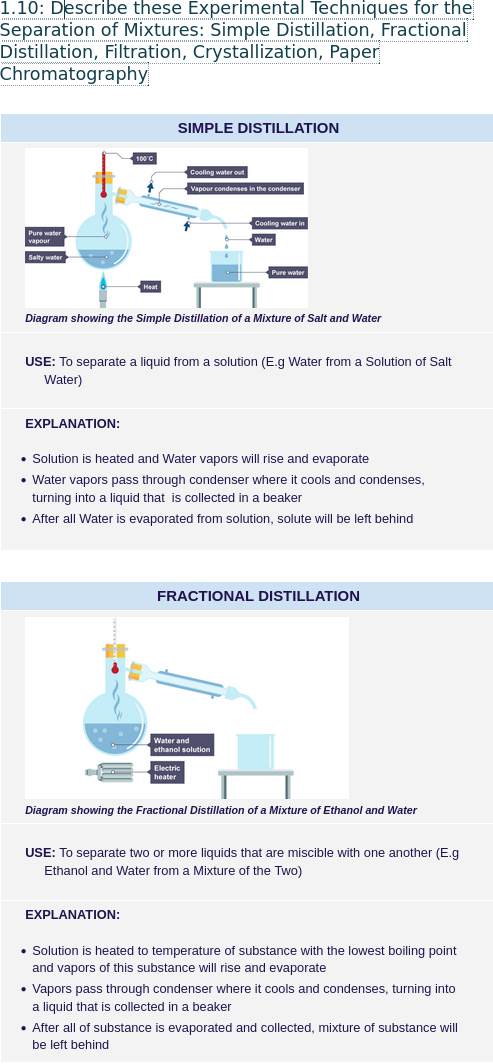 1.10: Describe these Experimental Techniques for the
Separation of Mixtures: Simple Distillation, Fractional
Distillation, Filtration, Crystallization, Paper
Chromatography
SIMPLE DISTILLATION
100°C
Cooling water out
Vapour condenses in the condenser
Cooling water in
Pure water
vapour
Water
Salty water
Pure water
Heat
Diagram showing the Simple Distillation of a Mixture of Salt and Water
USE: To separate a liquid from a solution (E.g Water from a Solution of Salt
Water)
EXPLANATION:
• Solution is heated and Water vapors will rise and evaporate
• Water vapors pass through condenser where it cools and condenses,
turning into a liquid that is collected in a beaker
• After all Water is evaporated from solution, solute will be left behind
FRACTIONAL DISTILLATION
Water and
ethanol solution
Electric
heater
Diagram showing the Fractional Distillation of a Mixture of Ethanol and Water
USE: To separate two or more liquids that are miscible with one another (E.g
Ethanol and Water from a Mixture of the Two)
EXPLANATION:
• Solution is heated to temperature of substance with the lowest boiling point
and vapors of this substance will rise and evaporate
• Vapors pass through condenser where it cools and condenses, turning into
a liquid that is collected in a beaker
• After all of substance is evaporated and collected, mixture of substance will
be left behind